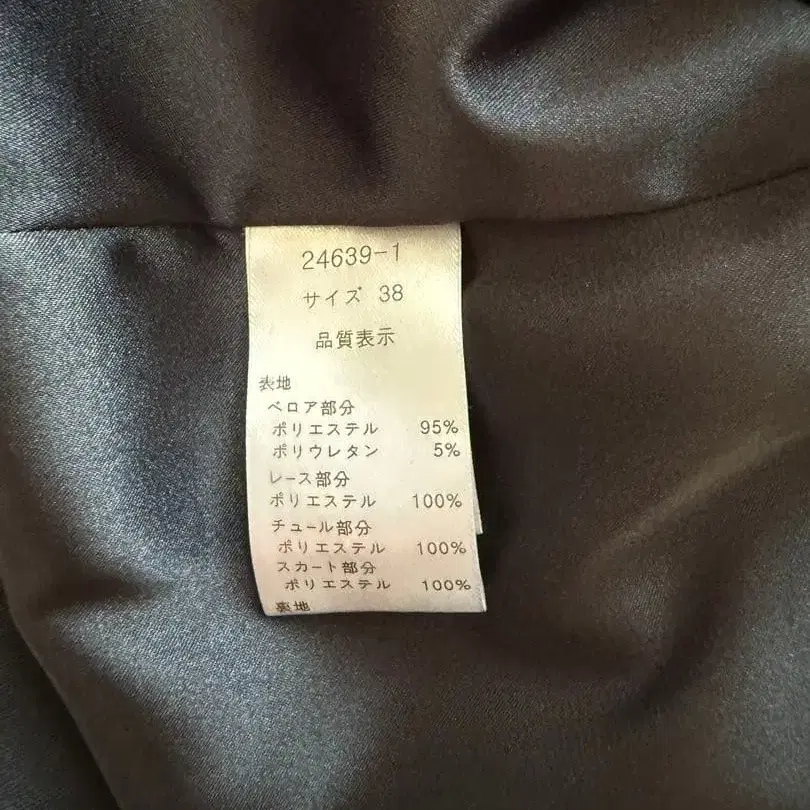 24639-1
サイズ 38
品質表示
表地
ベロア部分
ポリエステル 95%
ポリウレタン 5%
レース部分
ポリエステル 100%
チュール部分
ポリエステル 100%
スカート部分
ポリエステル 100%
裏地